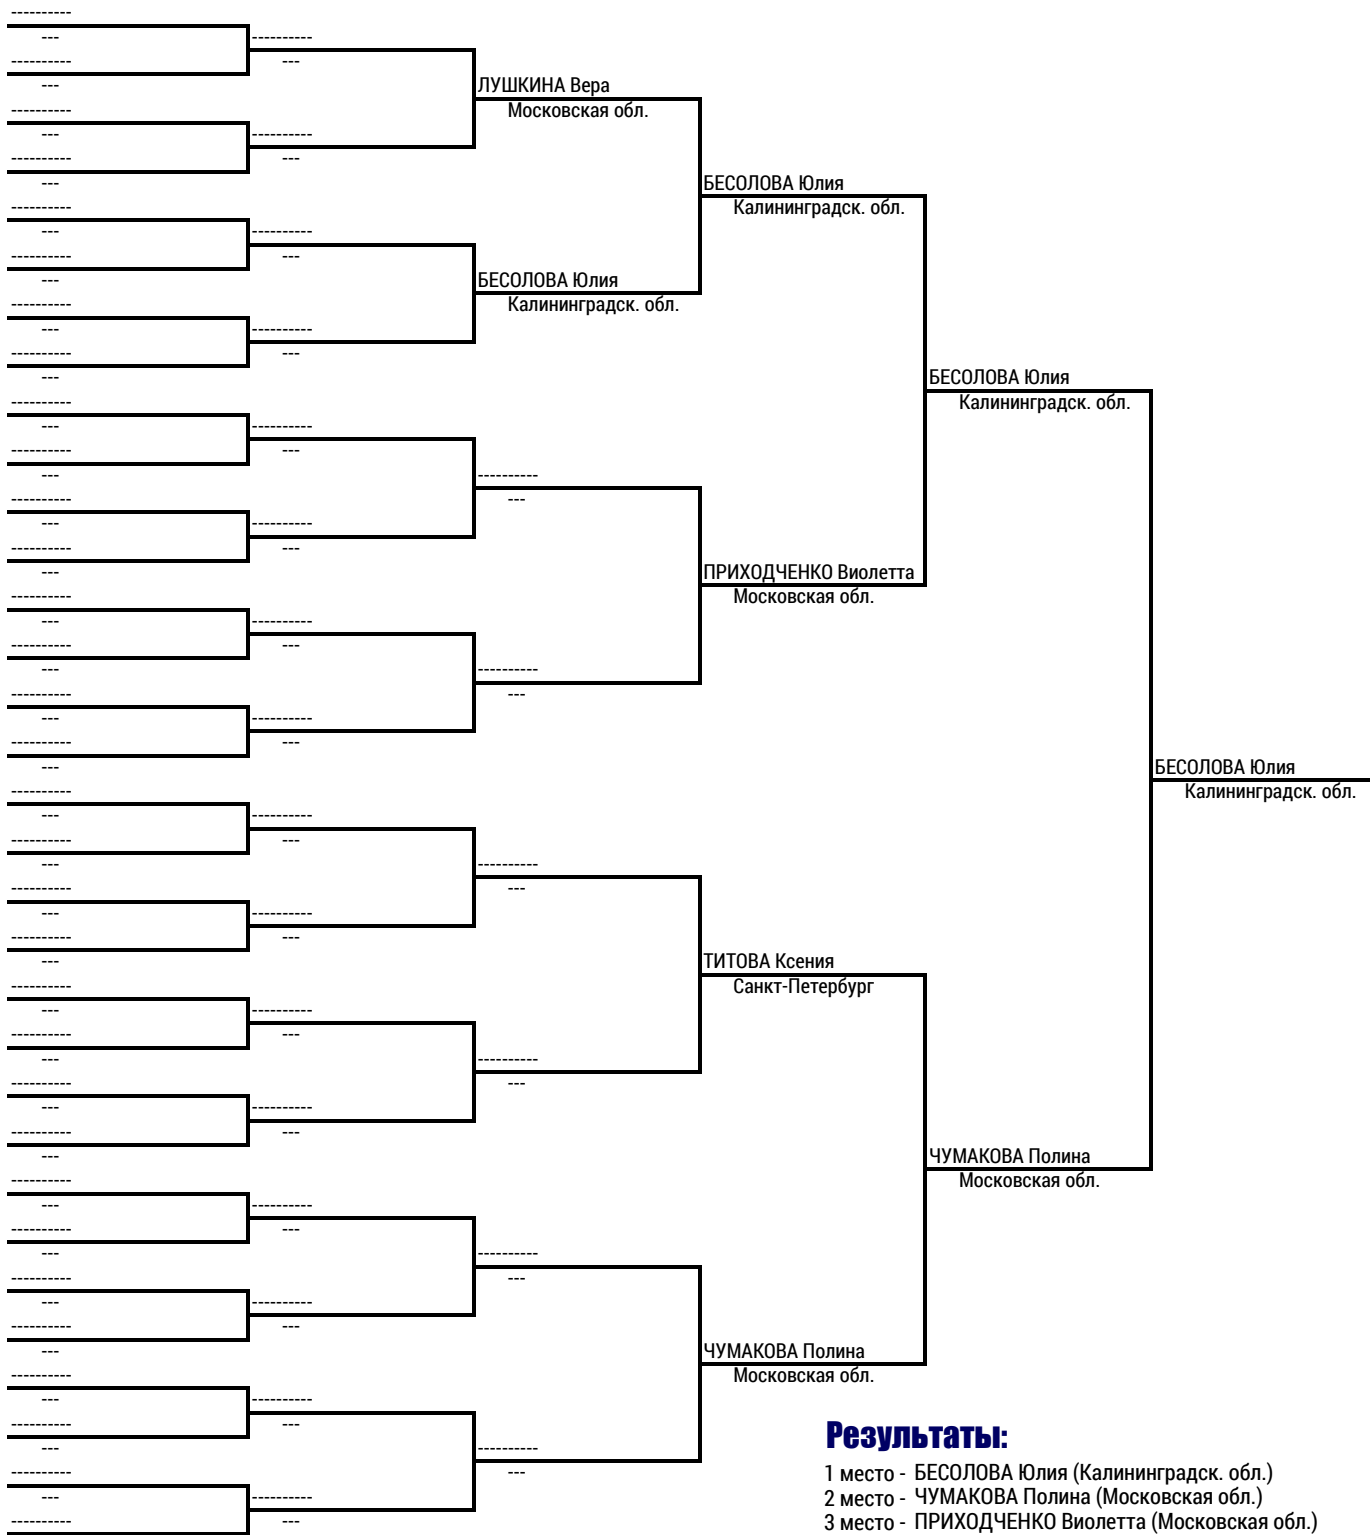 ЛУШКИНА Вера
Московская обл.
БЕСОЛОВА Юлия
Калининградск. обл.
БЕСОЛОВА Юлия
Калининградск. обл.
БЕСОЛОВА Юлия
Калининградск. обл.
ПРИХОДЧЕНКО Виолетта
Московская обл.
БЕСОЛОВА Юлия
Калининградск. обл.
ТИТОВА Ксения
Санкт-Петербург
ЧУМАКОВА Полина
Московская обл.
ЧУМАКОВА Полина
Московская обл.
Результаты:
1 место - БЕСОЛОВА Юлия (Калининградск. обл.)
2 место - ЧУМАКОВА Полина (Московская обл.)
3 место - ПРИХОДЧЕНКО Виолетта (Московская обл.)